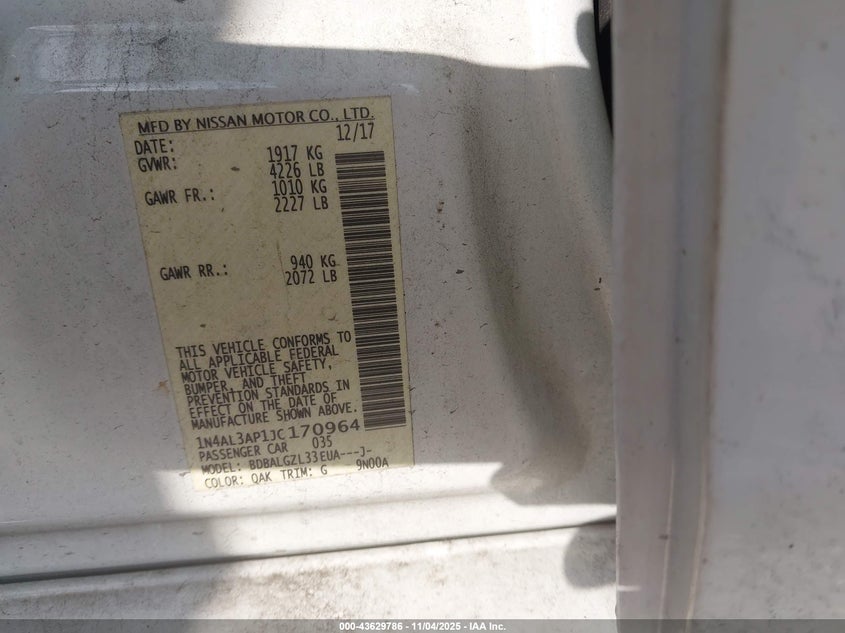 MFD BY NISSAN MOTOR CO., LTD.
DATE: 12/17
GVWR: 1917 KG
4226 LB
GAWR FR.: 1010 KG
2227 LB
GAWR RR.: 940 KG
2072 LB
THIS VEHICLE CONFORMS TO
ALL APPLICABLE FEDERAL
MOTOR VEHICLE SAFETY,
BUMPER, AND THEFT
PREVENTION STANDARDS IN
EFFECT ON THE DATE OF
MANUFACTURE SHOWN ABOVE.
1N4AL3AP1JC170964
PASSENGER CAR 035
MODEL: BDBALGZL33EUA---J-
COLOR: QAK TRIM: G 9N00A
000-43629786 - 11/04/2025 - IAA Inc.